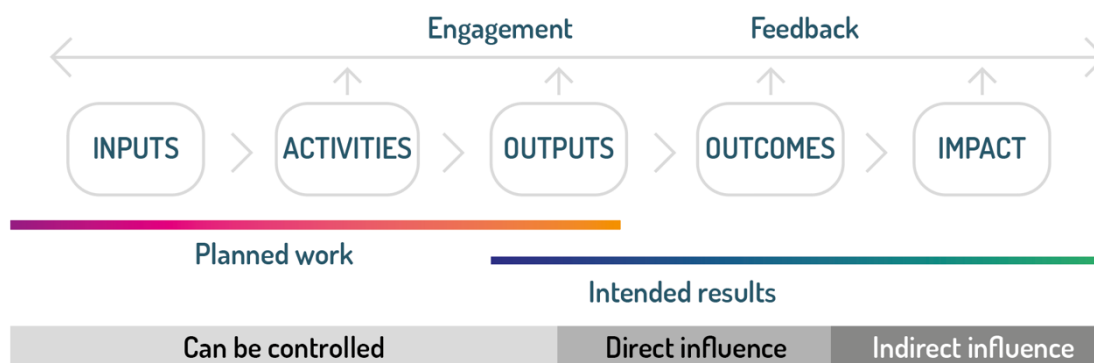 Engagement Feedback
INPUTS ACTIVITIES OUTPUTS OUTCOMES IMPACT
Planned work
Intended results
Can be controlled Direct influence Indirect influence